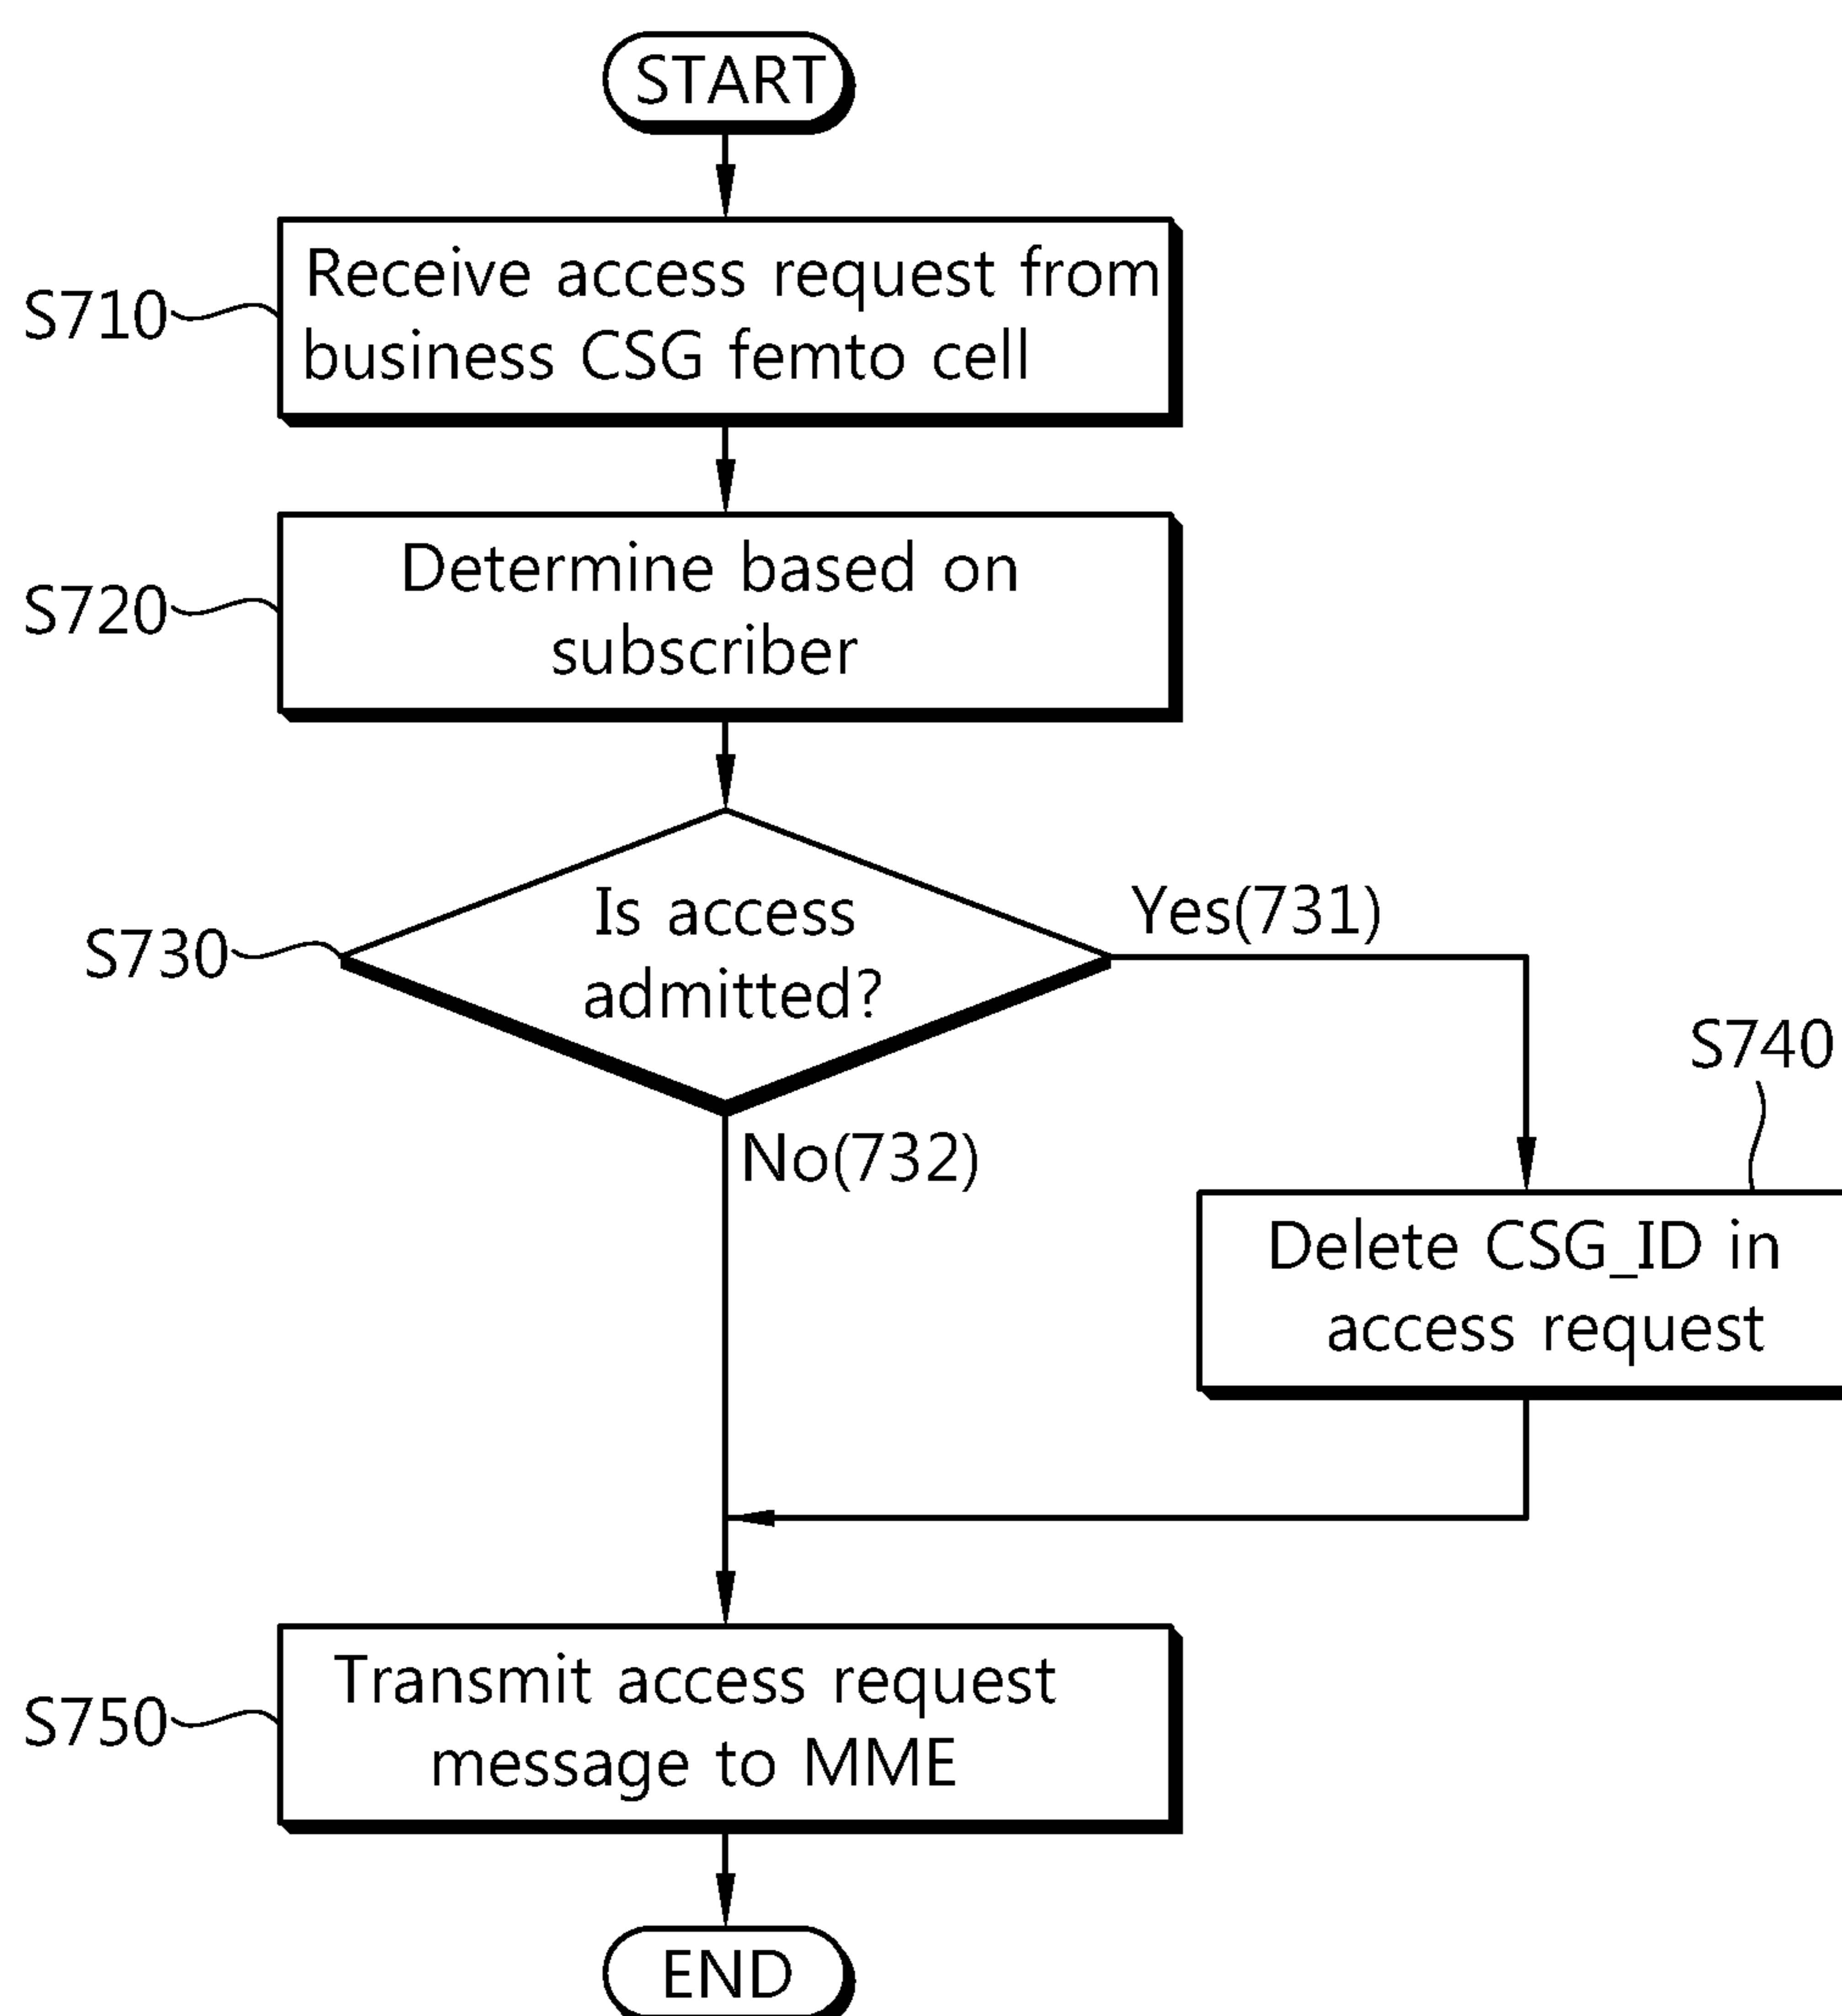 START
S710
Receive access request from
business CSG femto cell
S720
Determine based on
subscriber
S730
Is access
admitted?
Yes(731)
No(732)
S740
Delete CSG_ID in
access request
S750
Transmit access request
message to MME
END